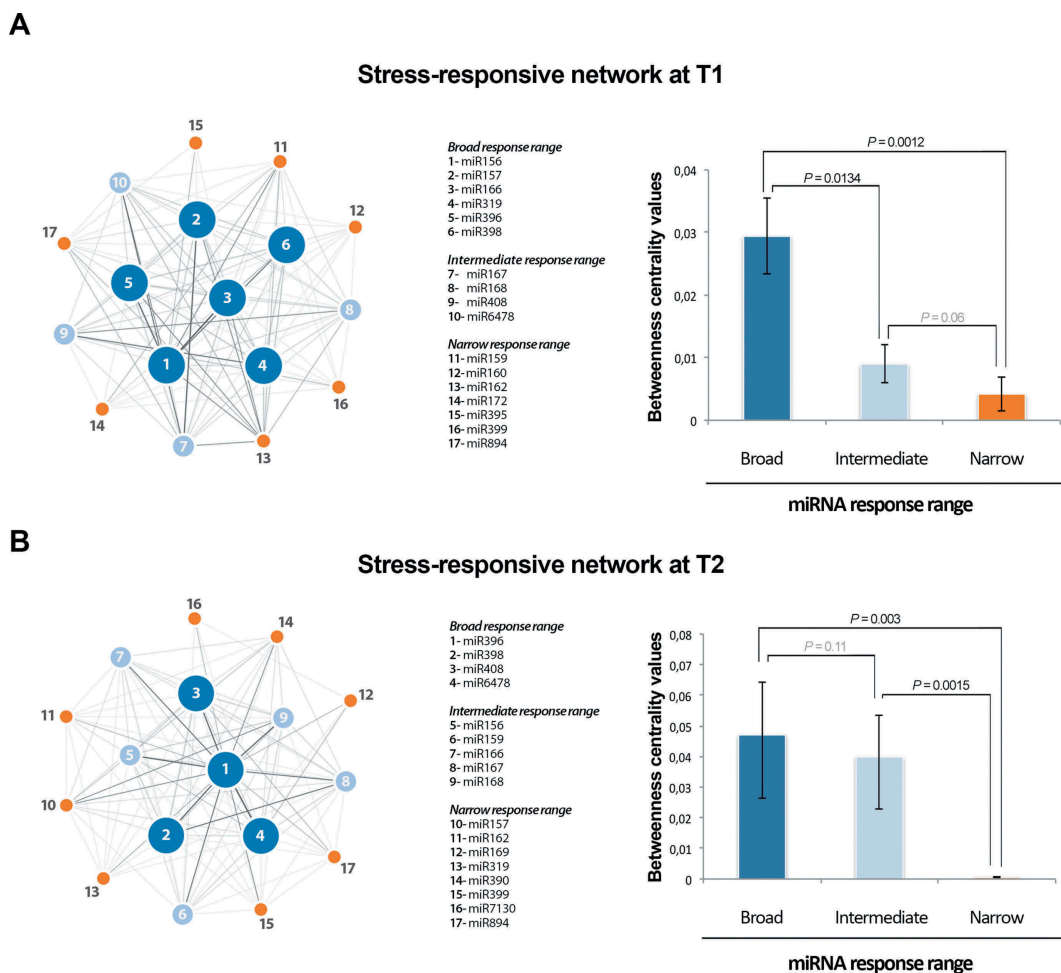 A
Stress-responsive network at T1
15
11
10
12
2
17
6
5
3
8
9
1
4
16
14
7
13
Broad response range
1- miR156
2- miR157
3- miR166
4- miR319
5- miR396
6- miR398
Intermediate response range
7- miR167
8- miR168
9- miR408
10- miR6478
Narrow response range
11- miR159
12- miR160
13- miR162
14- miR172
15- miR395
16- miR399
17- miR894
Betweenness centrality values
P = 0.0012
P = 0.0134
P = 0.06
0,04
0,03
0,02
0,01
0
Broad Intermediate Narrow
miRNA response range
B
Stress-responsive network at T2
16
14
7
3
12
11
9
5
1
8
10
2
4
17
13
6
15
Broad response range
1- miR396
2- miR398
3- miR408
4- miR6478
Intermediate response range
5- miR156
6- miR159
7- miR166
8- miR167
9- miR168
Narrow response range
10- miR157
11- miR162
12- miR169
13- miR319
14- miR390
15- miR399
16- miR7130
17- miR894
Betweenness centrality values
P = 0.003
P = 0.11
P = 0.0015
0,08
0,07
0,06
0,05
0,04
0,03
0,02
0,01
0
Broad Intermediate Narrow
miRNA response range